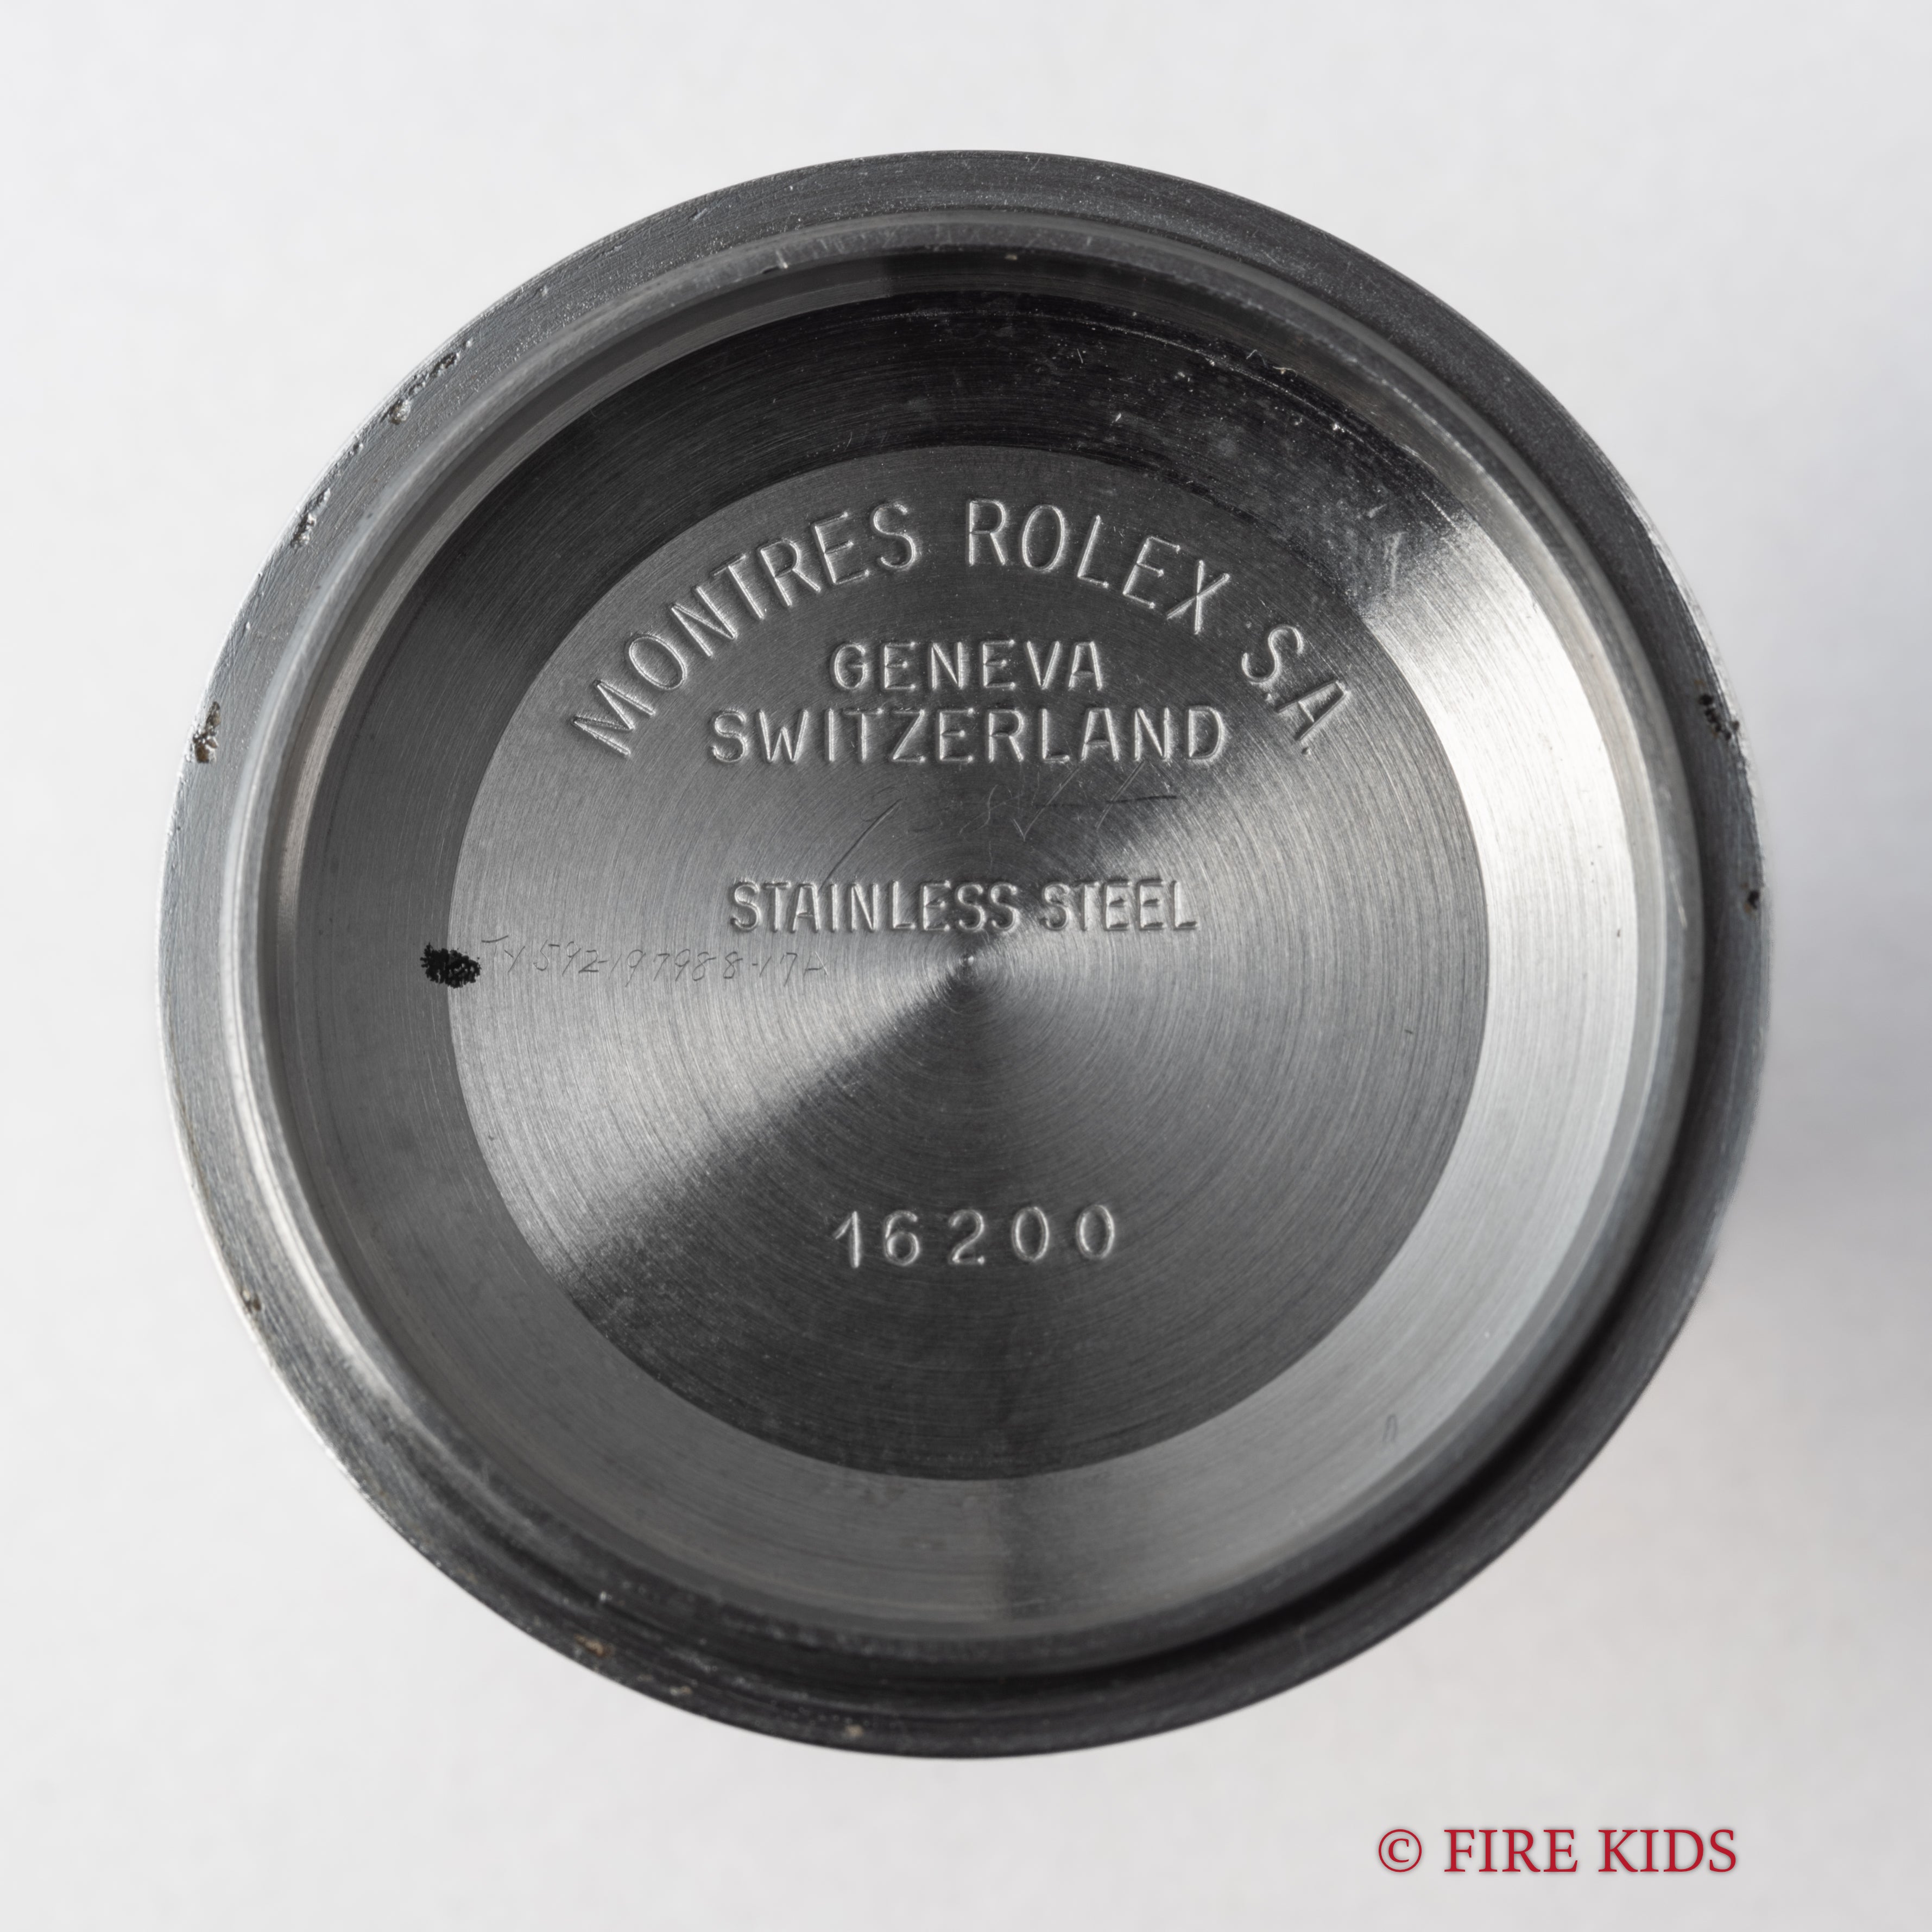 MONTRES ROLEX S.A.
GENEVA
SWITZERLAND
STAINLESS STEEL
16200
© FIRE KIDS